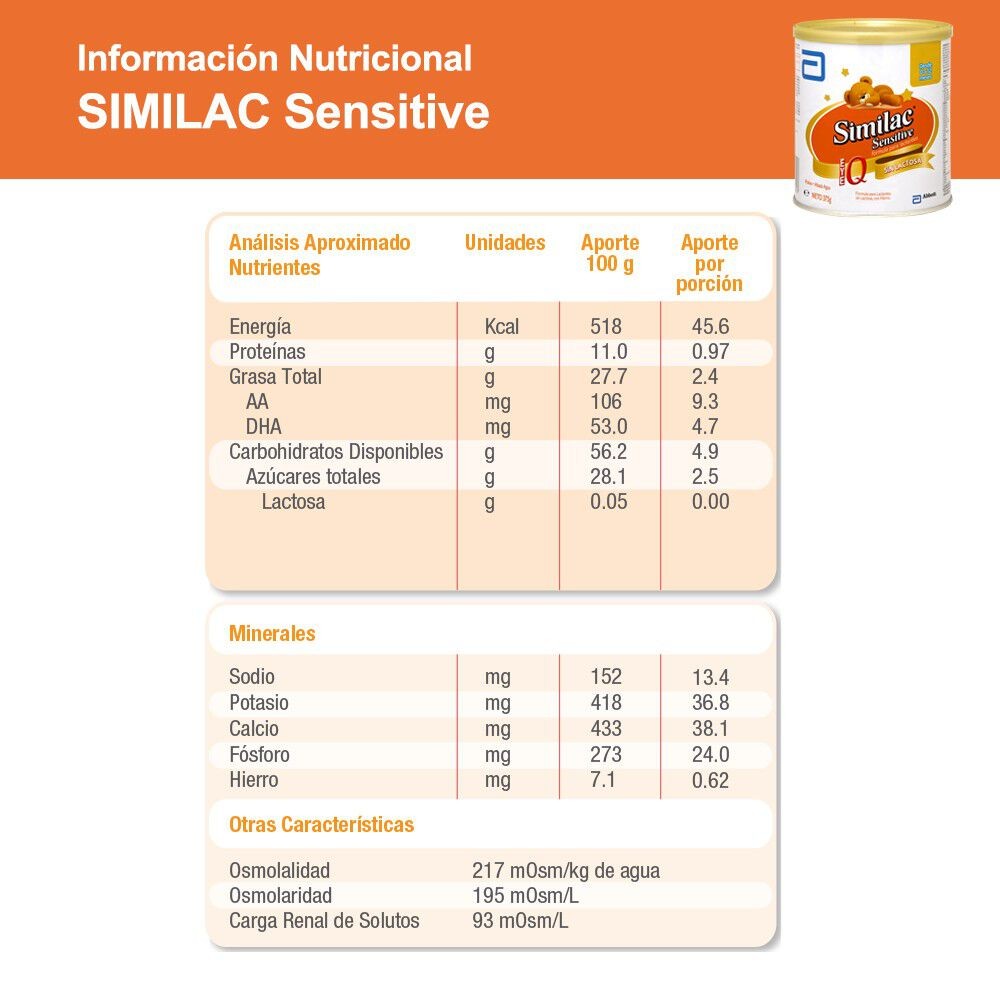 Información Nutricional
SIMILAC Sensitive
Similac
Sensitive
SIN LACTOSA
Abbott
Análisis Aproximado Nutrientes Unidades Aporte 100 g Aporte por porción
Energía Kcal 518 45.6
Proteínas g 11.0 0.97
Grasa Total g 27.7 2.4
AA mg 106 9.3
DHA mg 53.0 4.7
Carbohidratos Disponibles g 56.2 4.9
Azúcares totales g 28.1 2.5
Lactosa g 0.05 0.00
Minerales
Sodio mg 152 13.4
Potasio mg 418 36.8
Calcio mg 433 38.1
Fósforo mg 273 24.0
Hierro mg 7.1 0.62
Otras Características
Osmolalidad 217 mOsm/kg de agua
Osmolaridad 195 mOsm/L
Carga Renal de Solutos 93 mOsm/L